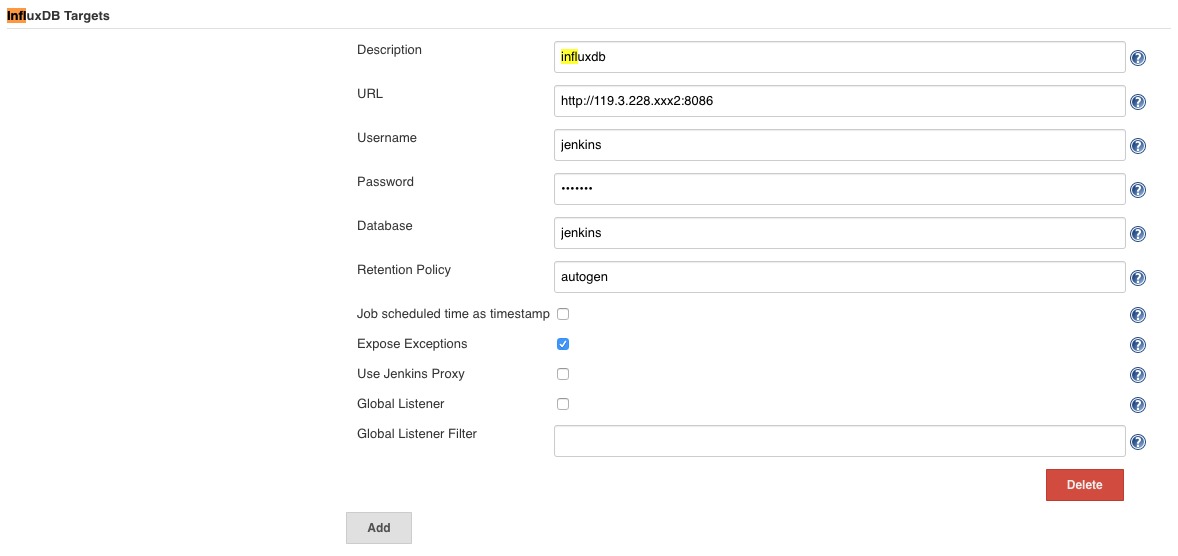 InfluxDB Targets
Description
influxdb
URL
http://119.3.228.xxx2:8086
Username
jenkins
Password
•••••••
Database
jenkins
Retention Policy
autogen
Job scheduled time as timestamp
Expose Exceptions
Use Jenkins Proxy
Global Listener
Global Listener Filter
Delete
Add